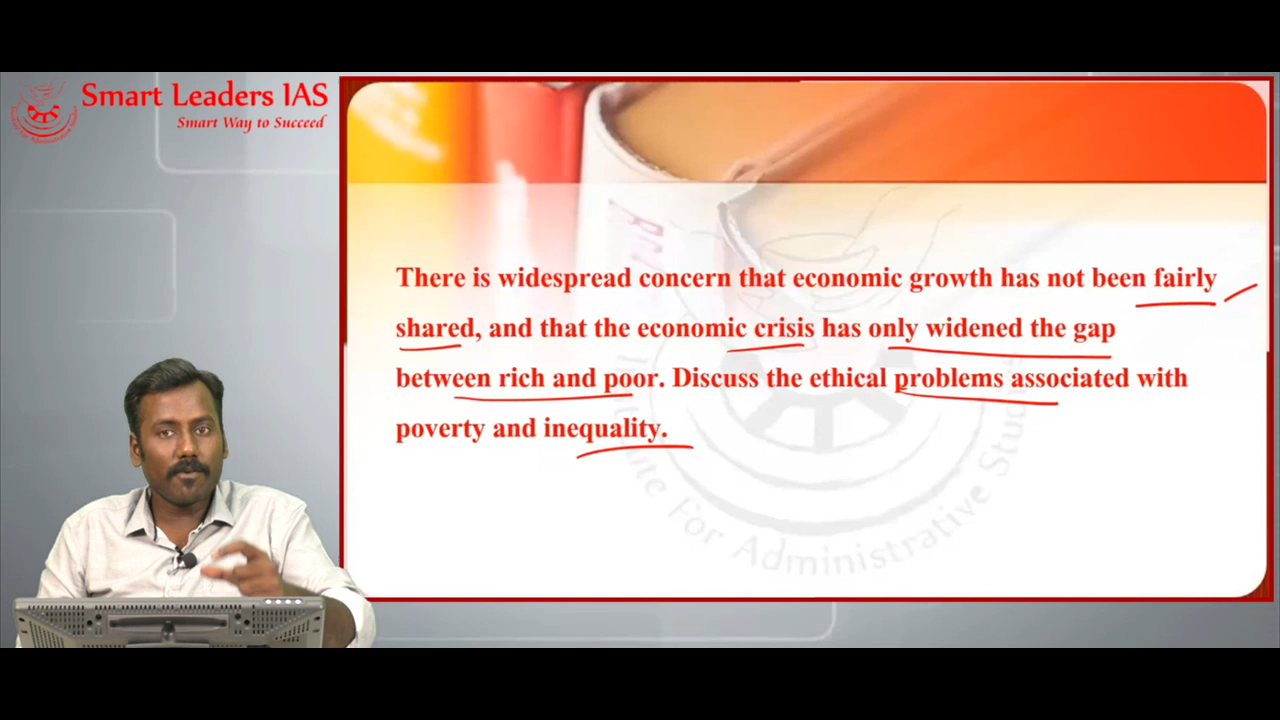 Smart Leaders IAS
Smart Way to Succeed
There is widespread concern that economic growth has not been fairly
shared, and that the economic crisis has only widened the gap
between rich and poor. Discuss the ethical problems associated with
poverty and inequality.
For Administrative